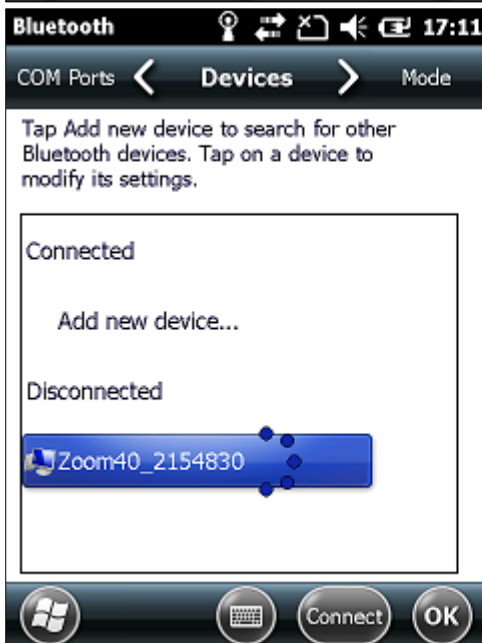 Bluetooth 17:11
COM Ports Devices Mode
Tap Add new device to search for other
Bluetooth devices. Tap on a device to
modify its settings.
Connected
Add new device...
Disconnected
Zoom40_2154830
Connect OK